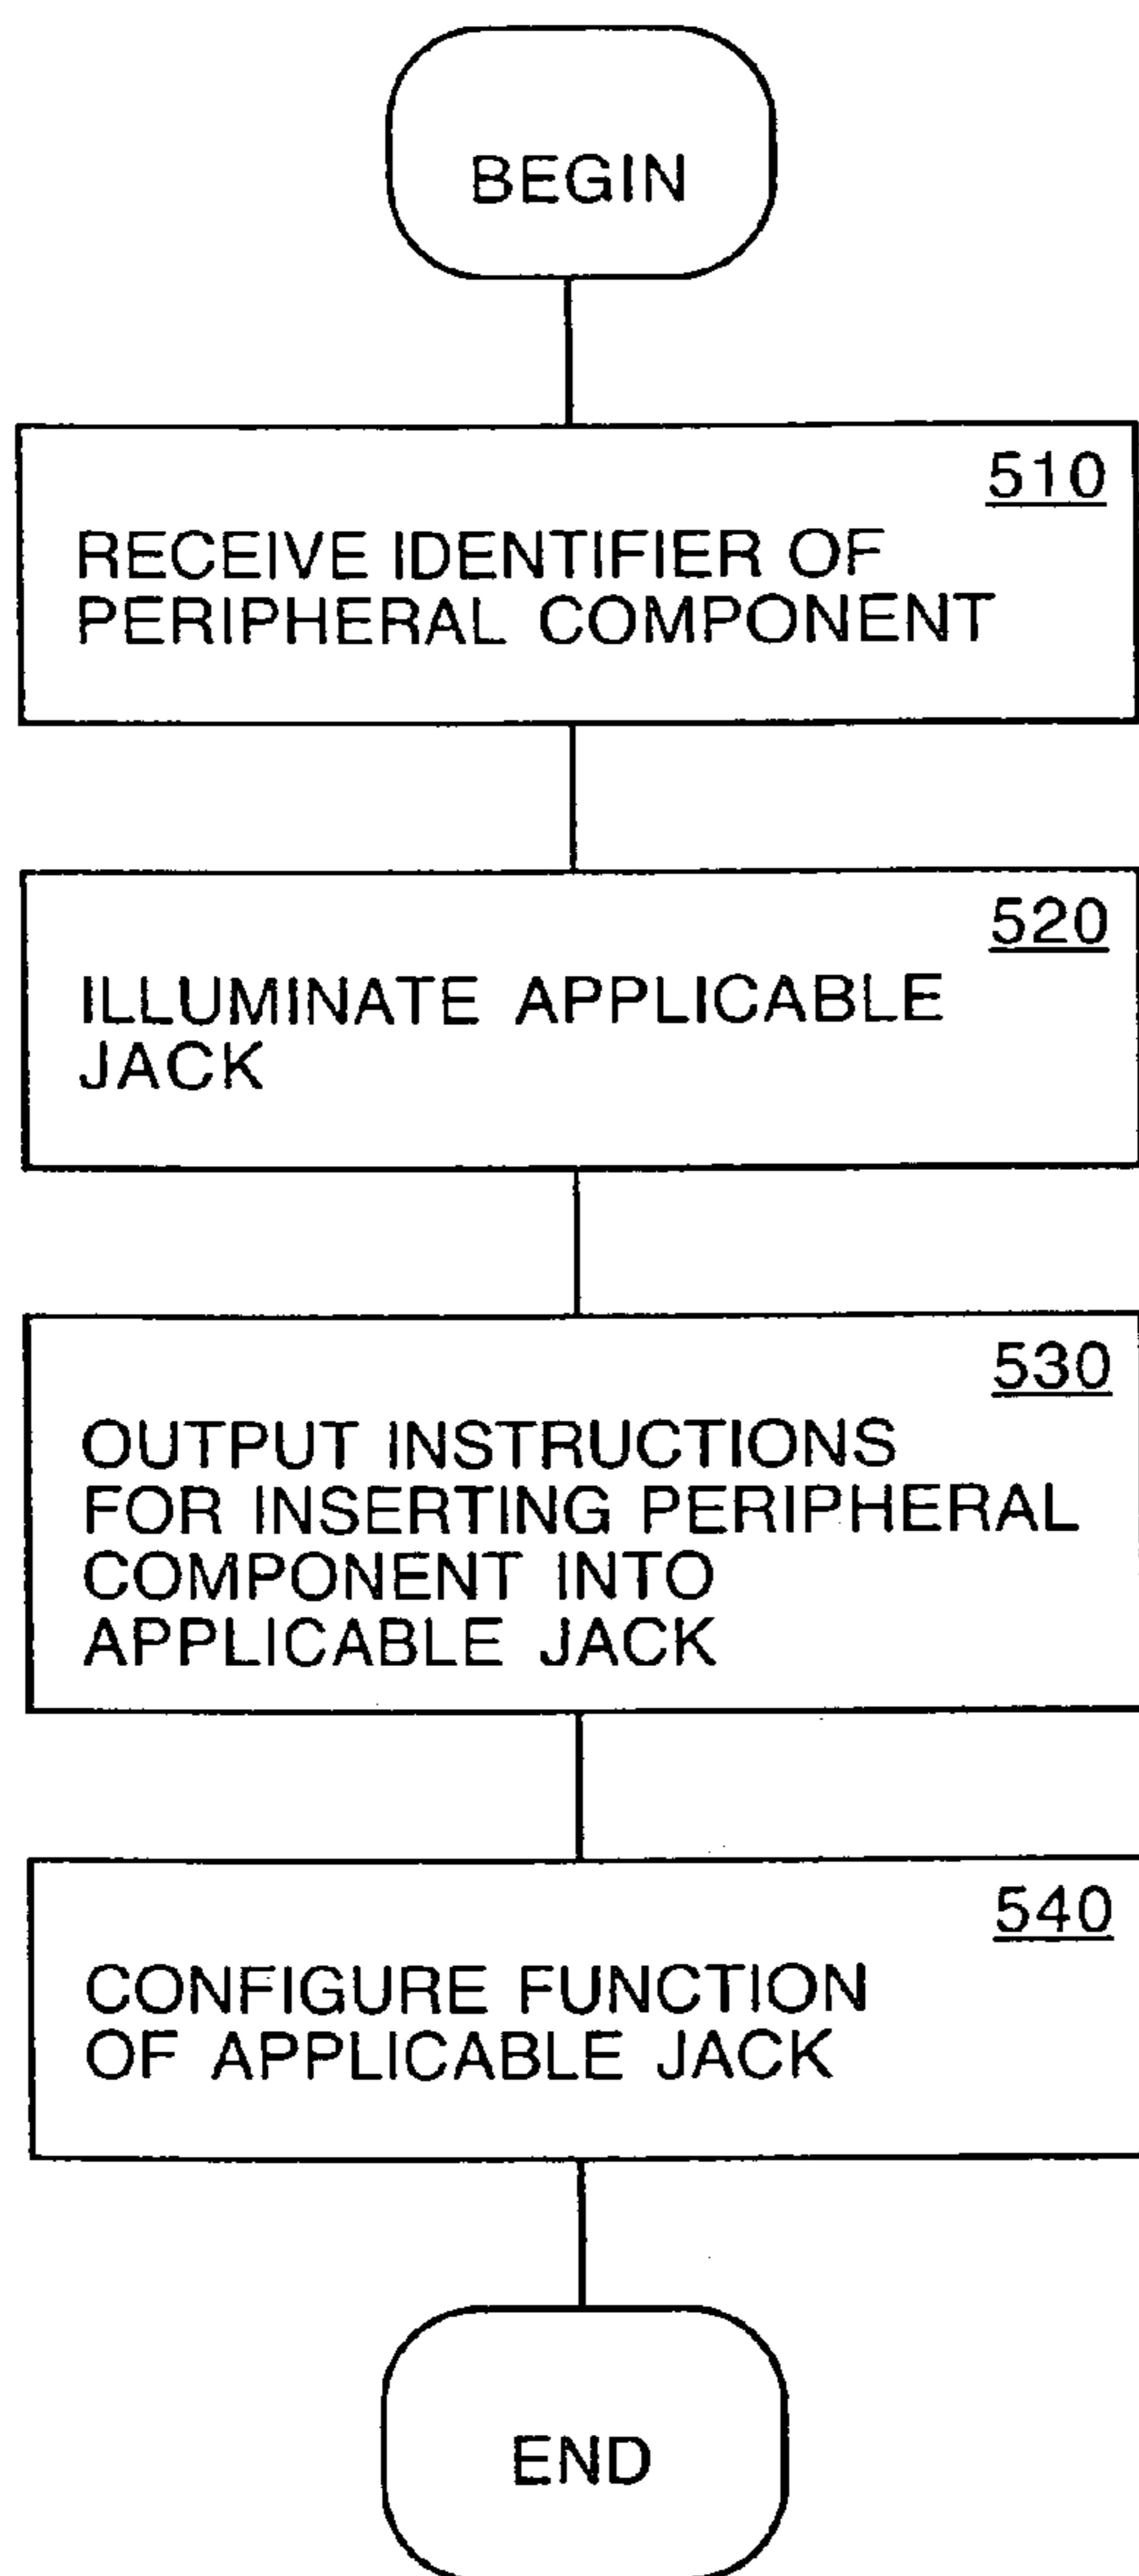 BEGIN
510
RECEIVE IDENTIFIER OF
PERIPHERAL COMPONENT
520
ILLUMINATE APPLICABLE
JACK
530
OUTPUT INSTRUCTIONS
FOR INSERTING PERIPHERAL
COMPONENT INTO
APPLICABLE JACK
540
CONFIGURE FUNCTION
OF APPLICABLE JACK
END